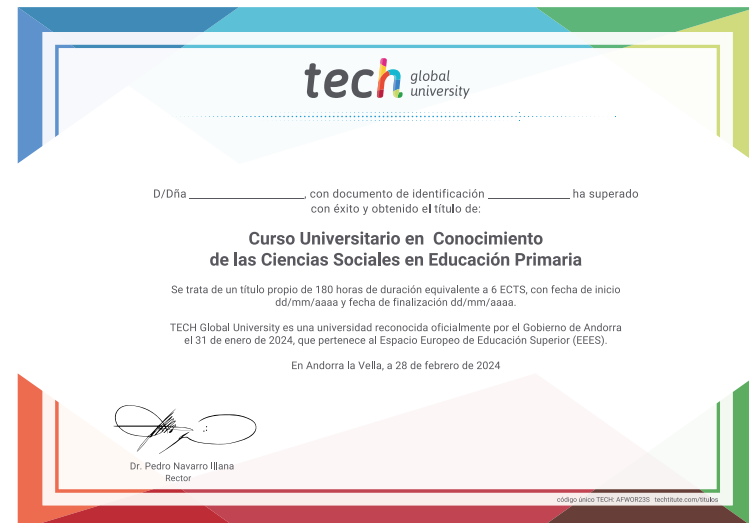 tech global university
D/Dña ____________________, con documento de identificación ______________ ha superado
con éxito y obtenido el título de:
Curso Universitario en Conocimiento
de las Ciencias Sociales en Educación Primaria
Se trata de un título propio de 180 horas de duración equivalente a 6 ECTS, con fecha de inicio
dd/mm/aaaa y fecha de finalización dd/mm/aaaa.
TECH Global University es una universidad reconocida oficialmente por el Gobierno de Andorra
el 31 de enero de 2024, que pertenece al Espacio Europeo de Educación Superior (EEES).
En Andorra la Vella, a 28 de febrero de 2024
Dr. Pedro Navarro Illana
Rector
código único TECH: AFWOR23S techtitute.com/titulos